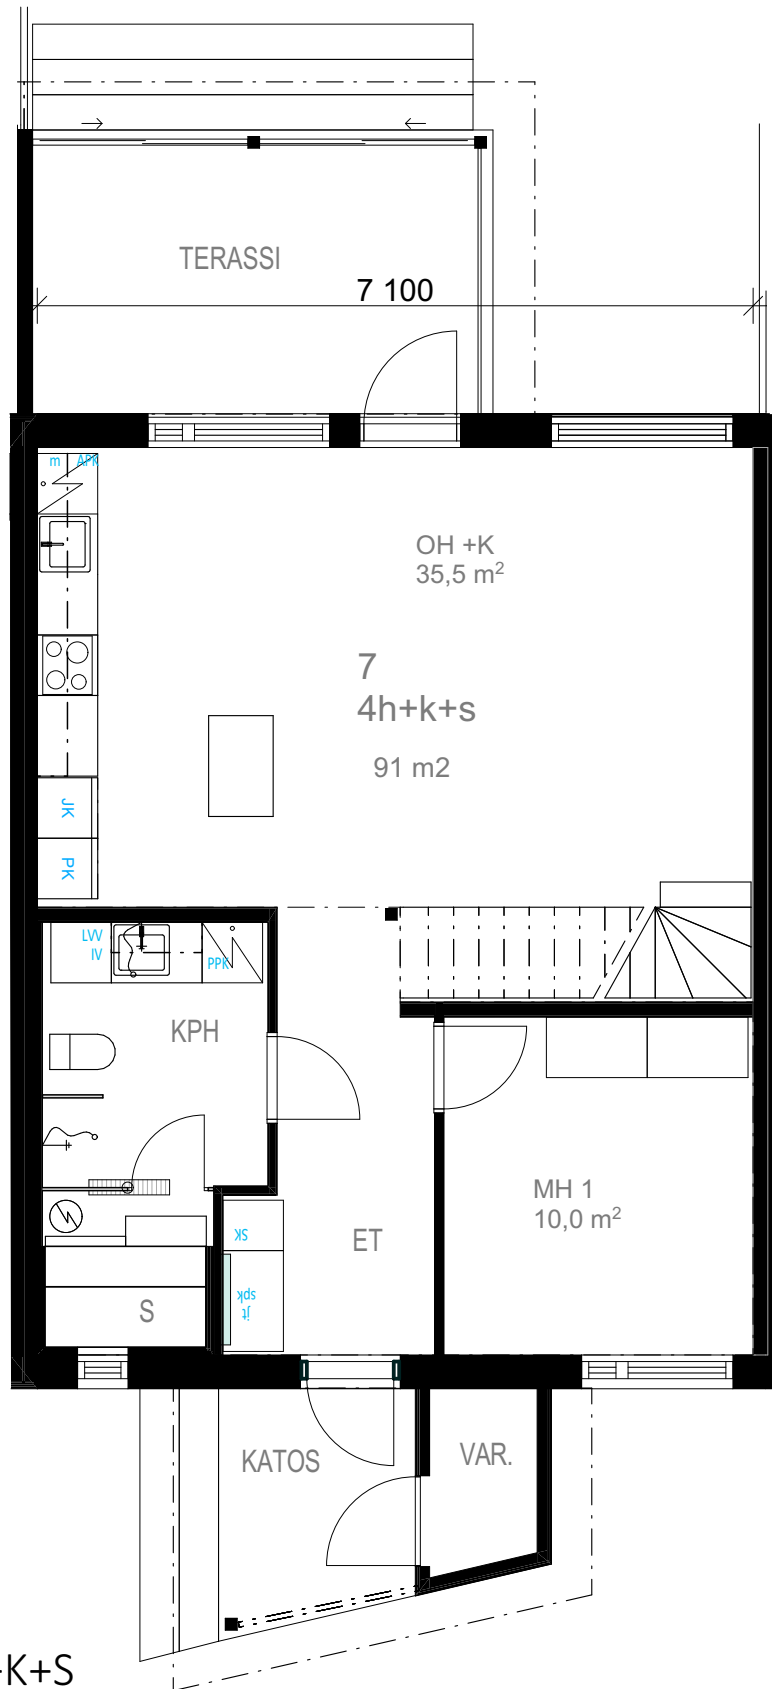 TERASSI
7 100
m APK
OH +K
35,5 m²
7
4h+k+s
91 m2
JK
PK
LVV
IV
PPK
KPH
MH 1
10,0 m²
SK
ET
jt
spk
S
KATOS
VAR.
K+S